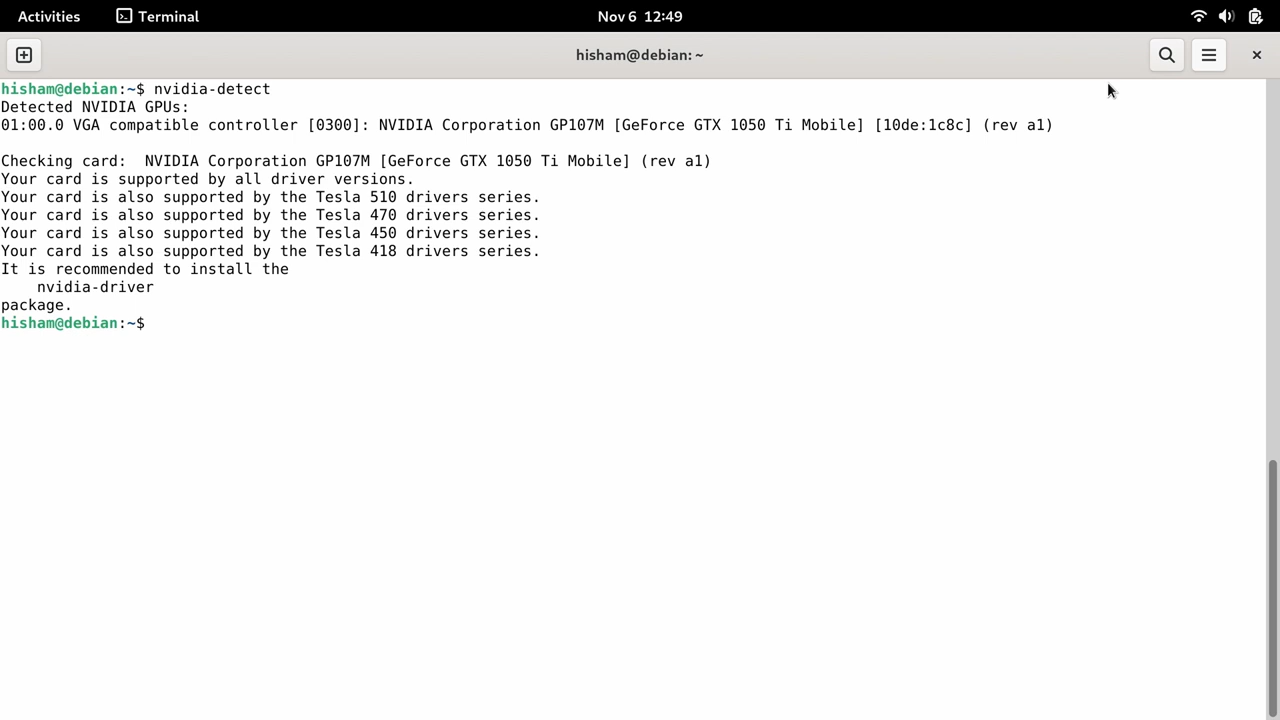 Activities Terminal Nov 6 12:49
hisham@debian: ~
hisham@debian:~$ nvidia-detect
Detected NVIDIA GPUs:
01:00.0 VGA compatible controller [0300]: NVIDIA Corporation GP107M [GeForce GTX 1050 Ti Mobile] [10de:1c8c] (rev a1)
Checking card:  NVIDIA Corporation GP107M [GeForce GTX 1050 Ti Mobile] (rev a1)
Your card is supported by all driver versions.
Your card is also supported by the Tesla 510 drivers series.
Your card is also supported by the Tesla 470 drivers series.
Your card is also supported by the Tesla 450 drivers series.
Your card is also supported by the Tesla 418 drivers series.
It is recommended to install the
    nvidia-driver
package.
hisham@debian:~$